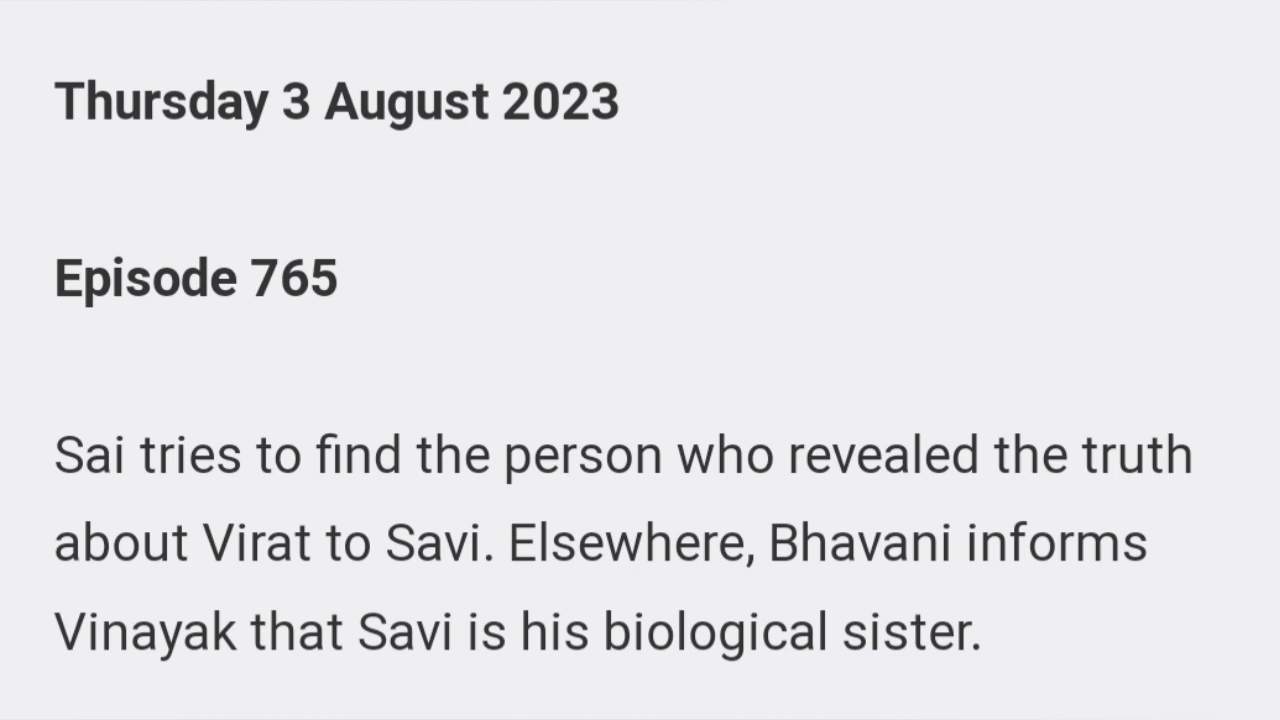 Thursday 3 August 2023
Episode 765
Sai tries to find the person who revealed the truth
about Virat to Savi. Elsewhere, Bhavani informs
Vinayak that Savi is his biological sister.